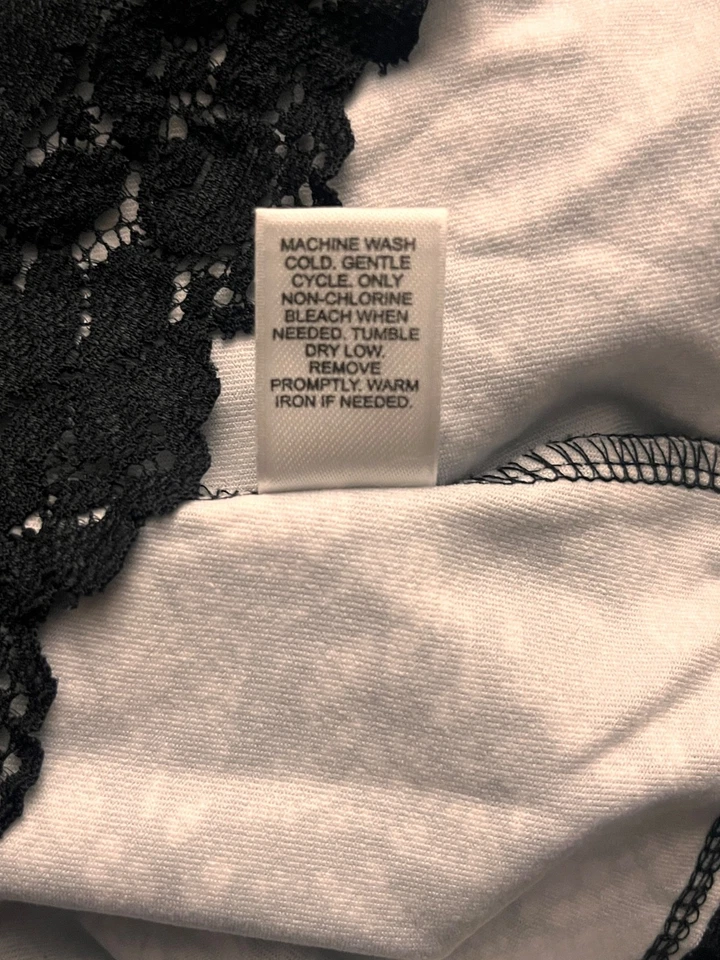 MACHINE WASH
COLD. GENTLE
CYCLE. ONLY
NON-CHLORINE
BLEACH WHEN
NEEDED. TUMBLE
DRY LOW.
REMOVE
PROMPTLY. WARM
IRON IF NEEDED.